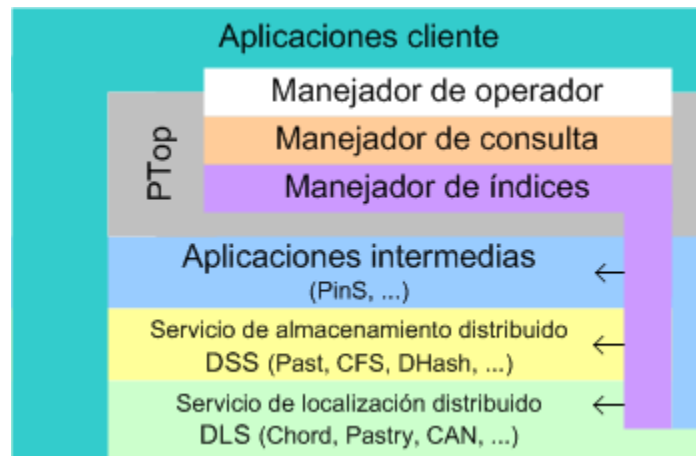 Aplicaciones cliente
Manejador de operador
Manejador de consulta
PTop
Manejador de índices
Aplicaciones intermedias
(PinS, ...)
Servicio de almacenamiento distribuido
DSS (Past, CFS, DHash, ...)
Servicio de localización distribuido
DLS (Chord, Pastry, CAN, ...)